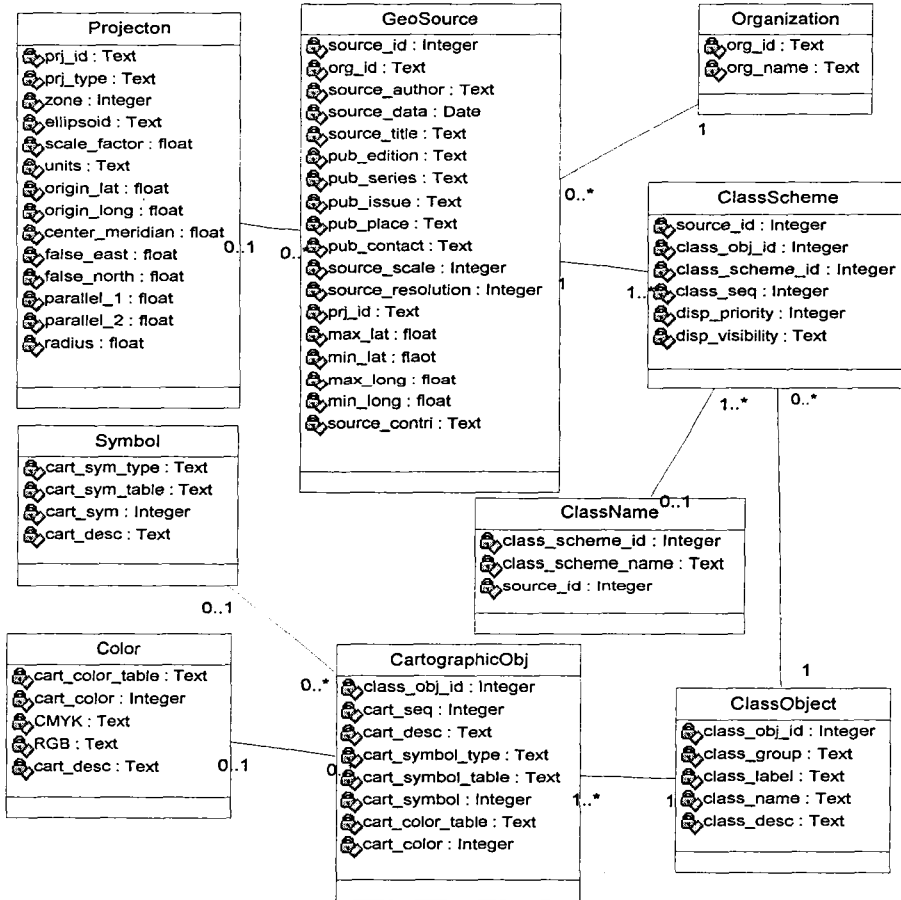 Projecton
prj_id : Text
prj_type : Text
zone : Integer
ellipsoid : Text
scale_factor : float
units : Text
origin_lat : float
origin_long : float
center_meridian : float
false_east : float
false_north : float
parallel_1 : float
parallel_2 : float
radius : float
0..1
GeoSource
source_id : Integer
org_id : Text
source_author : Text
source_data : Date
source_title : Text
pub_edition : Text
pub_series : Text
pub_issue : Text
pub_place : Text
pub_contact : Text
source_scale : Integer
source_resolution : Integer
prj_id : Text
max_lat : float
min_lat : flaot
max_long : float
min_long : float
source_contri : Text
0..
0..*
1
Organization
org_id : Text
org_name : Text
1
ClassScheme
source_id : Integer
class_obj_id : Integer
class_scheme_id : Integer
class_seq : Integer
disp_priority : Integer
disp_visibility : Text
1..*
1..*
0..*
Symbol
cart_sym_type : Text
cart_sym_table : Text
cart_sym : Integer
cart_desc : Text
0..1
ClassName
class_scheme_id : Integer
class_scheme_name : Text
source_id : Integer
0..1
Color
cart_color_table : Text
cart_color : Integer
CMYK : Text
RGB : Text
cart_desc : Text
0..1
CartographicObj
class_obj_id : Integer
cart_seq : Integer
cart_desc : Text
cart_symbol_type : Text
cart_symbol_table : Text
cart_symbol : Integer
cart_color_table : Text
cart_color : Integer
0..*
0
1..*
ClassObject
class_obj_id : Integer
class_group : Text
class_label : Text
class_name : Text
class_desc : Text
1
1